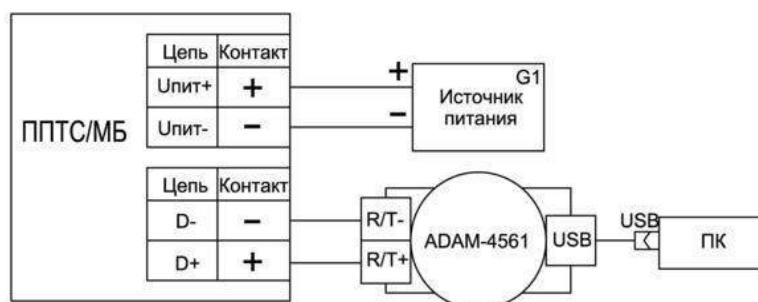 ППТС/МБ
Цепь Контакт
Uпит+ +
Uпит- -
Цепь Контакт
D- -
D+ +
+
-
G1
Источник
питания
R/T-
R/T+
ADAM-4561
USB
USB
ПК